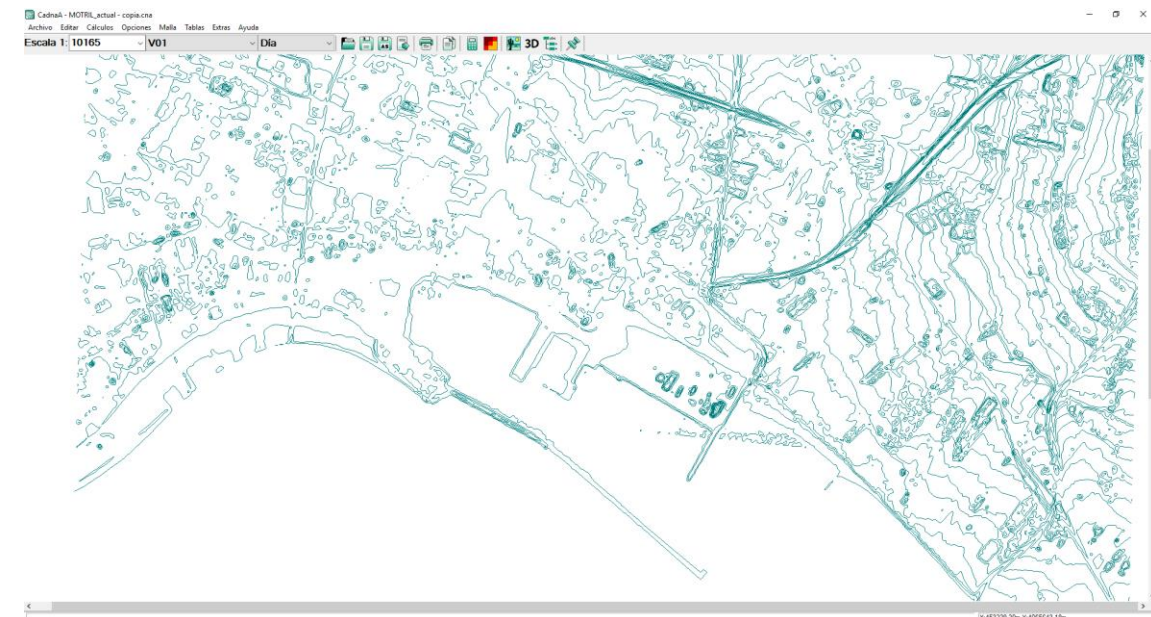 CadnaA - MOTRIL_actual - copia.cna
Archivo Editar Cálculos Opciones Malla Tablas Extras Ayuda
Escala 1: 10165 V01 Día 3D